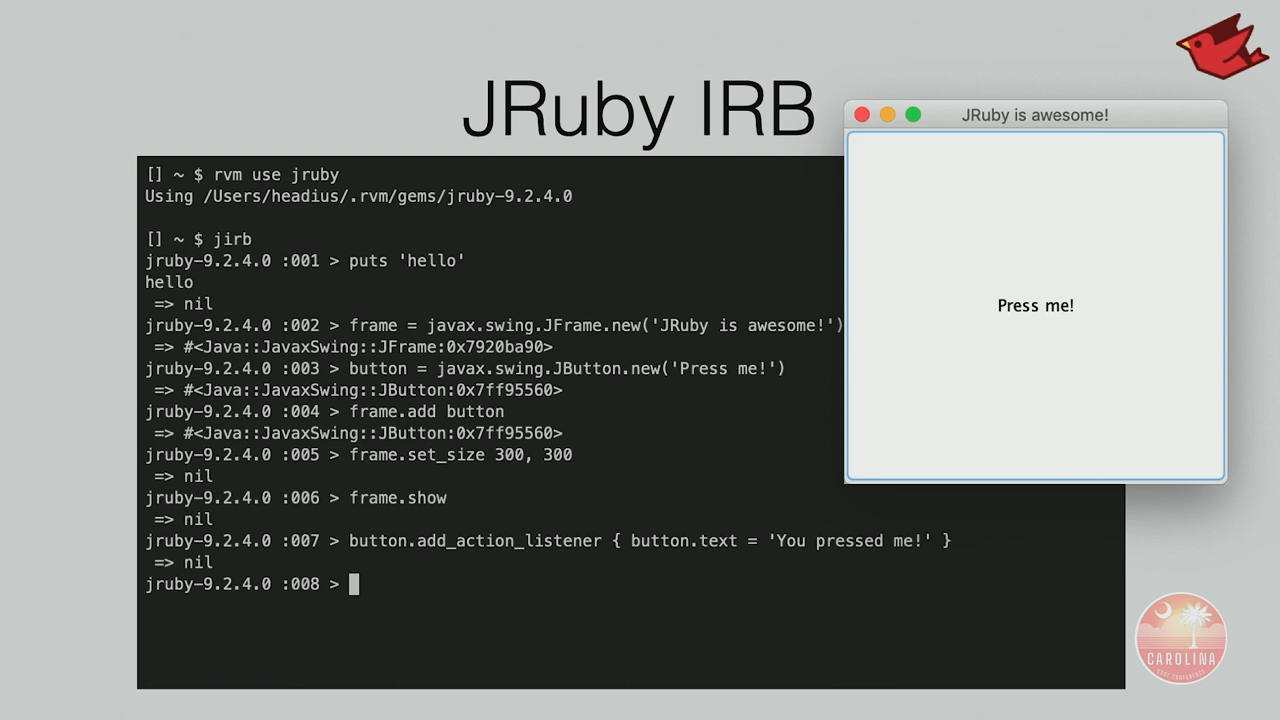 JRuby IRB
JRuby is awesome!
Press me!
[] ~ $ rvm use jruby
Using /Users/headius/.rvm/gems/jruby-9.2.4.0
[] ~ $ jirb
jruby-9.2.4.0 :001 > puts 'hello'
hello
=> nil
jruby-9.2.4.0 :002 > frame = javax.swing.JFrame.new('JRuby is awesome!')
=> #<Java::JavaxSwing::JFrame:0x7920ba90>
jruby-9.2.4.0 :003 > button = javax.swing.JButton.new('Press me!')
=> #<Java::JavaxSwing::JButton:0x7ff95560>
jruby-9.2.4.0 :004 > frame.add button
=> #<Java::JavaxSwing::JButton:0x7ff95560>
jruby-9.2.4.0 :005 > frame.set_size 300, 300
=> nil
jruby-9.2.4.0 :006 > frame.show
=> nil
jruby-9.2.4.0 :007 > button.add_action_listener { button.text = 'You pressed me!' }
=> nil
jruby-9.2.4.0 :008 >
CAROLINA
CODE CONFERENCE